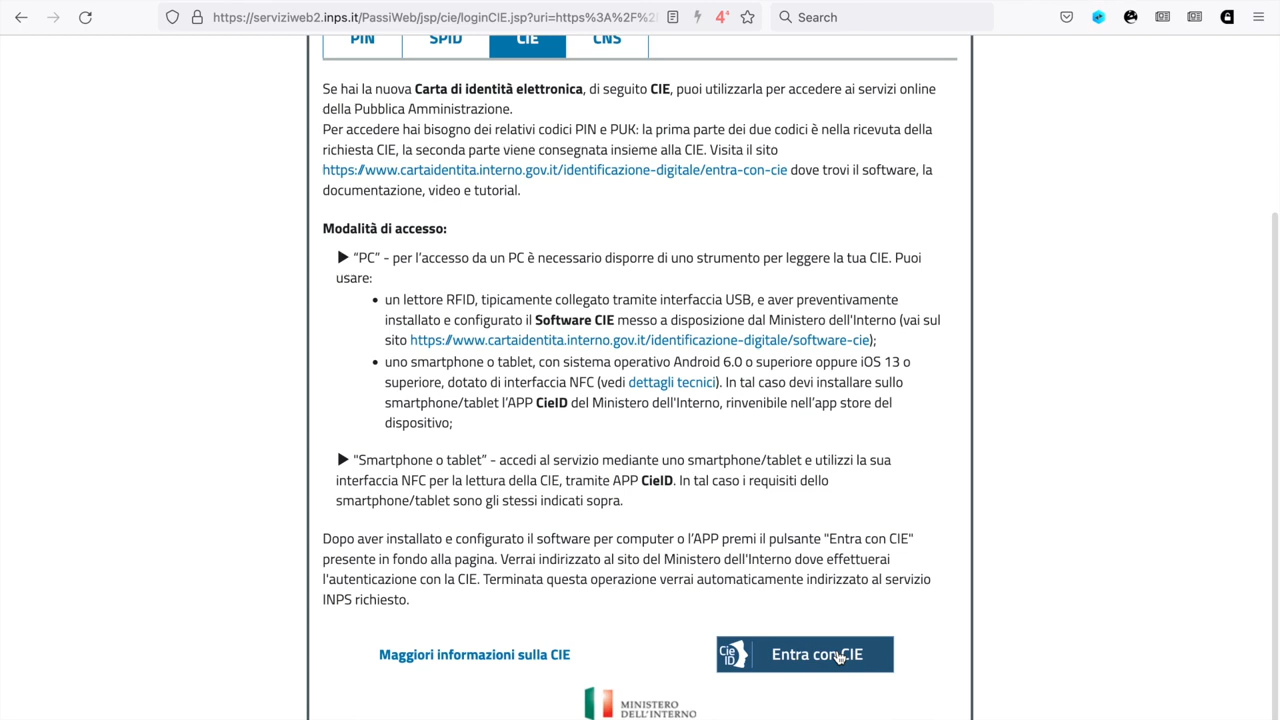 https://serviziweb2.inps.it/PassiWeb/jsp/cie/loginCIE.jsp?uri=https%3A%2F%2
Search
PIN SPID CIE CNS
Se hai la nuova Carta di identità elettronica, di seguito CIE, puoi utilizzarla per accedere ai servizi online
della Pubblica Amministrazione.
Per accedere hai bisogno dei relativi codici PIN e PUK: la prima parte dei due codici è nella ricevuta della
richiesta CIE, la seconda parte viene consegnata insieme alla CIE. Visita il sito
https://www.cartaidentita.interno.gov.it/identificazione-digitale/entra-con-cie dove trovi il software, la
documentazione, video e tutorial.
Modalità di accesso:
▶ "PC" - per l'accesso da un PC è necessario disporre di uno strumento per leggere la tua CIE. Puoi
usare:
• un lettore RFID, tipicamente collegato tramite interfaccia USB, e aver preventivamente
installato e configurato il Software CIE messo a disposizione dal Ministero dell'Interno (vai sul
sito https://www.cartaidentita.interno.gov.it/identificazione-digitale/software-cie);
• uno smartphone o tablet, con sistema operativo Android 6.0 o superiore oppure iOS 13 o
superiore, dotato di interfaccia NFC (vedi dettagli tecnici). In tal caso devi installare sullo
smartphone/tablet l'APP CieID del Ministero dell'Interno, rinvenibile nell'app store del
dispositivo;
▶ "Smartphone o tablet" - accedi al servizio mediante uno smartphone/tablet e utilizzi la sua
interfaccia NFC per la lettura della CIE, tramite APP CieID. In tal caso i requisiti dello
smartphone/tablet sono gli stessi indicati sopra.
Dopo aver installato e configurato il software per computer o l'APP premi il pulsante "Entra con CIE"
presente in fondo alla pagina. Verrai indirizzato al sito del Ministero dell'Interno dove effettuerai
l'autenticazione con la CIE. Terminata questa operazione verrai automaticamente indirizzato al servizio
INPS richiesto.
Maggiori informazioni sulla CIE
Cie
ID
Entra con CIE
MINISTERO
DELL'INTERNO